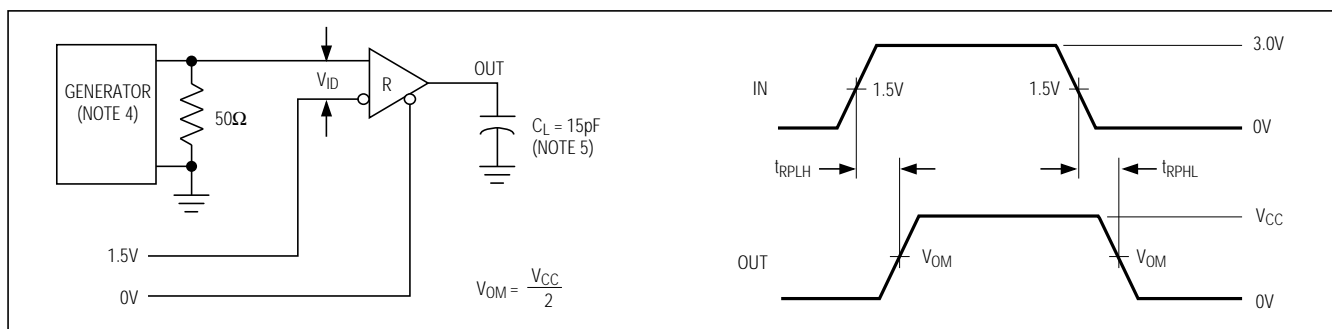 GENERATOR
(NOTE 4)
50Ω
V_ID
R
OUT
C_L = 15pF
(NOTE 5)
1.5V
0V
V_OM = V_CC / 2
IN
1.5V
1.5V
3.0V
0V
t_RPLH
t_RPHL
V_CC
OUT
V_OM
V_OM
0V